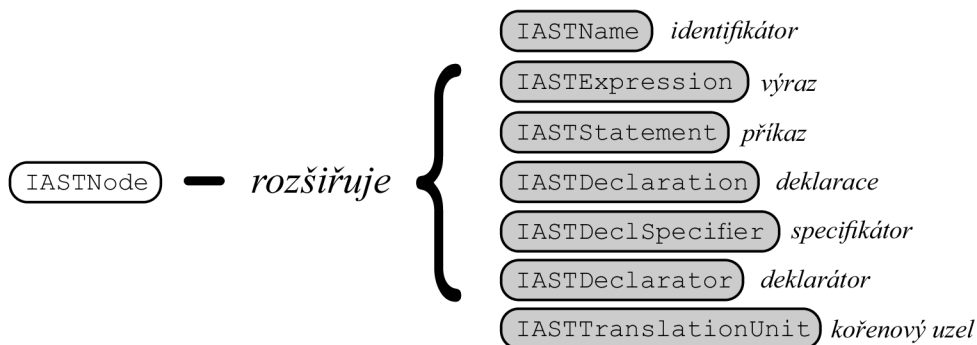 IASTName identifikátor
IASTExpression výraz
IASTStatement příkaz
IASTNode rozšiřuje IASTDeclaration deklarace
IASTDeclSpecifier specifikátor
IASTDeclarator deklarátor
IASTTranslationUnit kořenový uzel